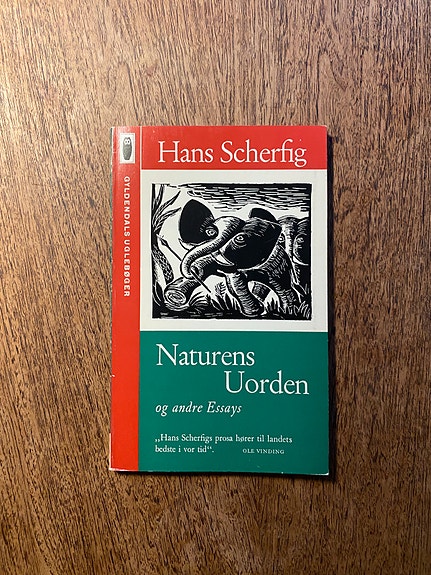 Hans Scherfig
GYLDENDALS UGLEBØGER
Naturens
Uorden
og andre Essays
„Hans Scherfigs prosa hører til landets
bedste i vor tid“.
OLE VINDING